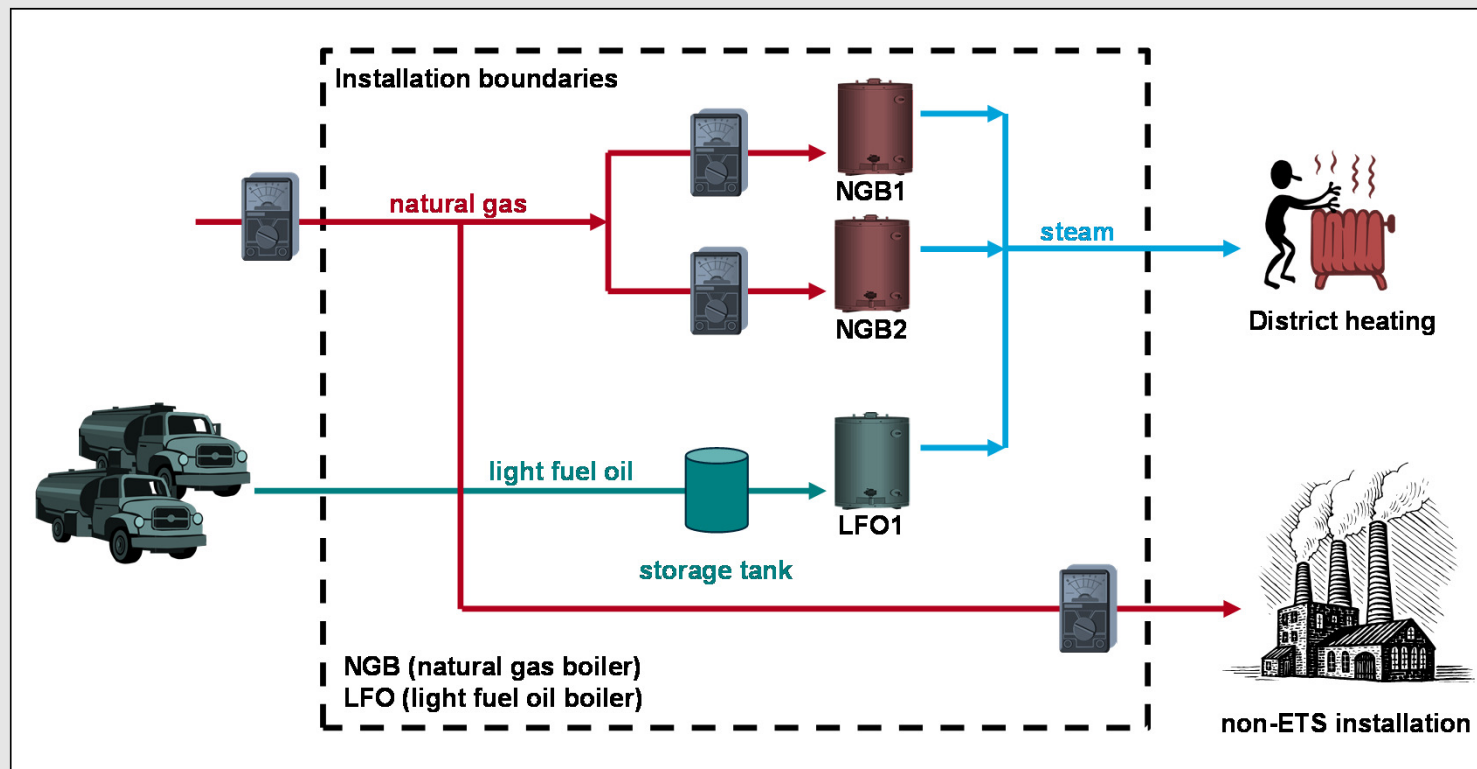 Installation boundaries
natural gas
NGB1
steam
NGB2
District heating
light fuel oil
LFO1
storage tank
NGB (natural gas boiler)
LFO (light fuel oil boiler)
non-ETS installation